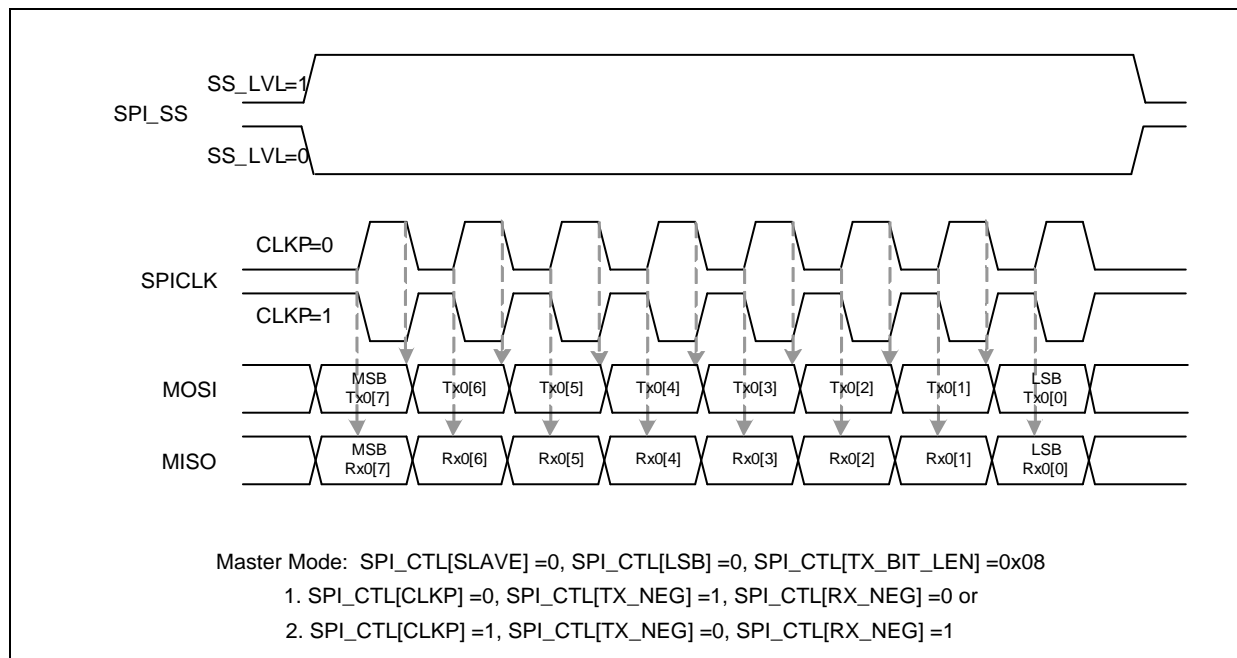 SS_LVL=1
SPI_SS
SS_LVL=0
CLKP=0
SPICLK
CLKP=1
MOSI
MSB
Tx0[7]
Tx0[6]
Tx0[5]
Tx0[4]
Tx0[3]
Tx0[2]
Tx0[1]
LSB
Tx0[0]
MISO
MSB
Rx0[7]
Rx0[6]
Rx0[5]
Rx0[4]
Rx0[3]
Rx0[2]
Rx0[1]
LSB
Rx0[0]
Master Mode: SPI_CTL[SLAVE] =0, SPI_CTL[LSB] =0, SPI_CTL[TX_BIT_LEN] =0x08
1. SPI_CTL[CLKP] =0, SPI_CTL[TX_NEG] =1, SPI_CTL[RX_NEG] =0 or
2. SPI_CTL[CLKP] =1, SPI_CTL[TX_NEG] =0, SPI_CTL[RX_NEG] =1